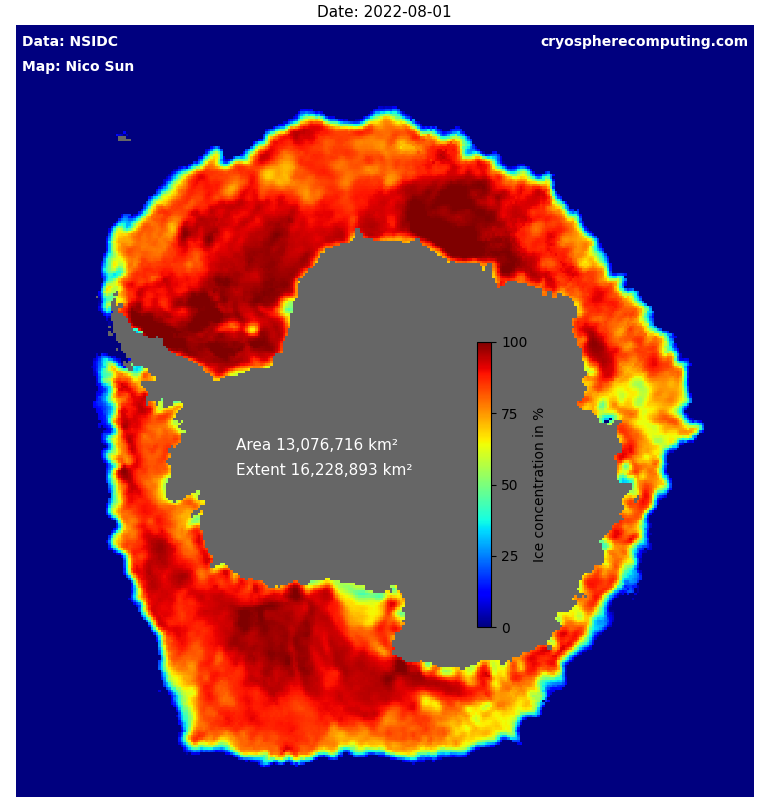 Date: 2022-08-01
Data: NSIDC
cryospherecomputing.com
Map: Nico Sun
100
75
50
25
0
Ice concentration in %
Area 13,076,716 km²
Extent 16,228,893 km²